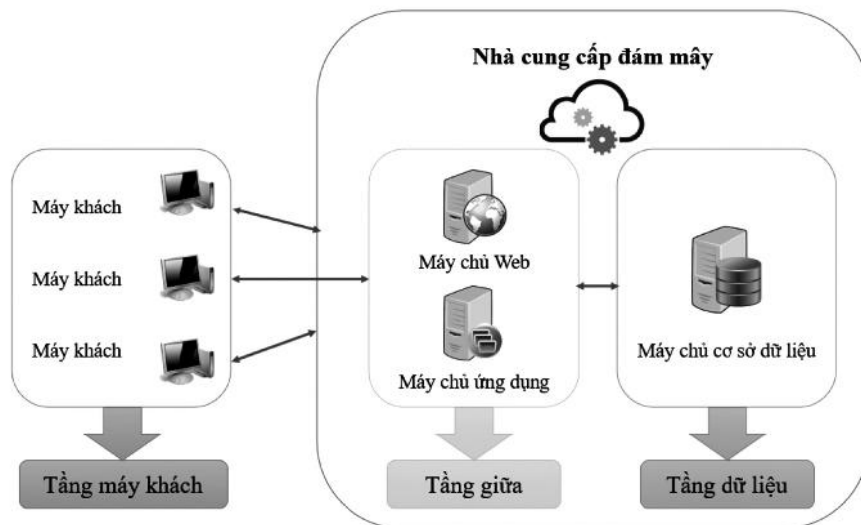 Nhà cung cấp đám mây
Máy khách
Máy khách
Máy khách
Máy chủ Web
Máy chủ ứng dụng
Máy chủ cơ sở dữ liệu
Tầng máy khách
Tầng giữa
Tầng dữ liệu